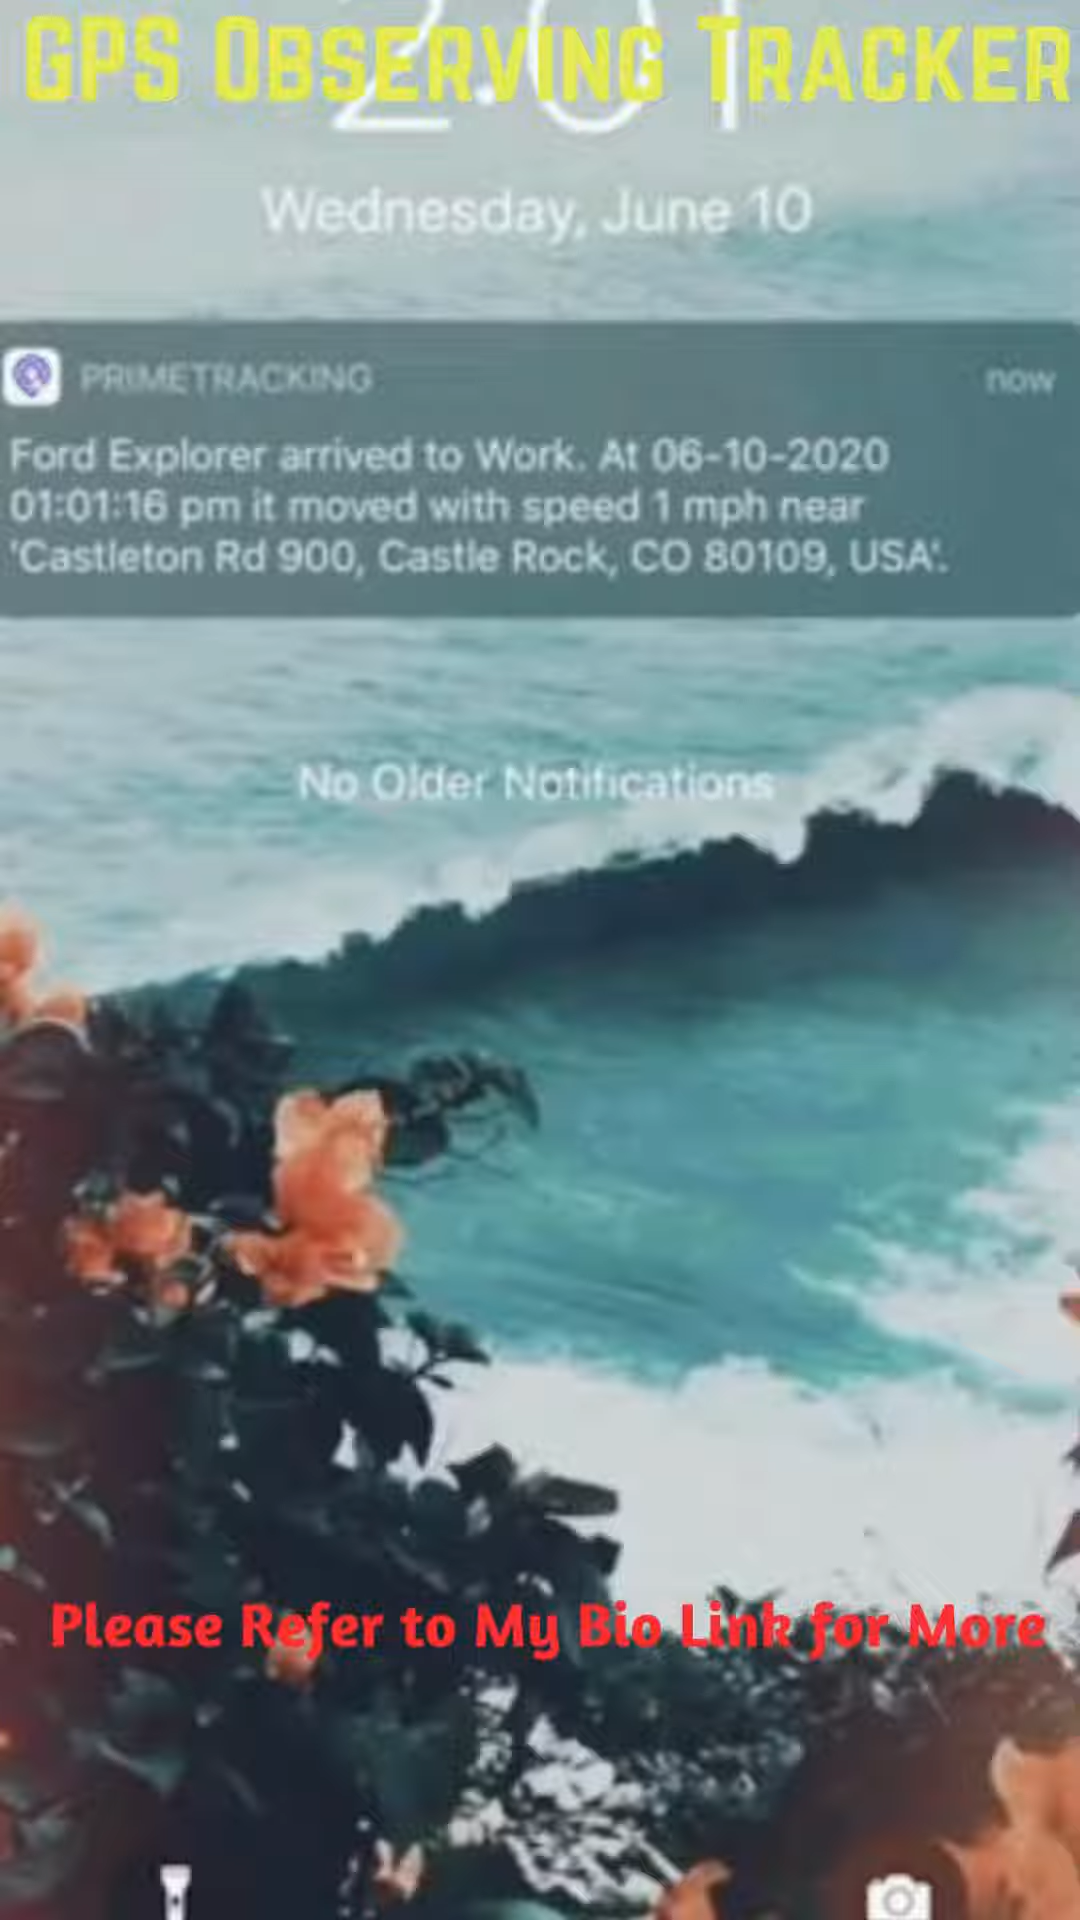 GPS OBSERVING TRACKER
2:01
Wednesday, June 10
PRIMETRACKING now
Ford Explorer arrived to Work. At 06-10-2020
01:01:16 pm it moved with speed 1 mph near
'Castleton Rd 900, Castle Rock, CO 80109, USA'.
No Older Notifications
Please Refer to My Bio Link for More